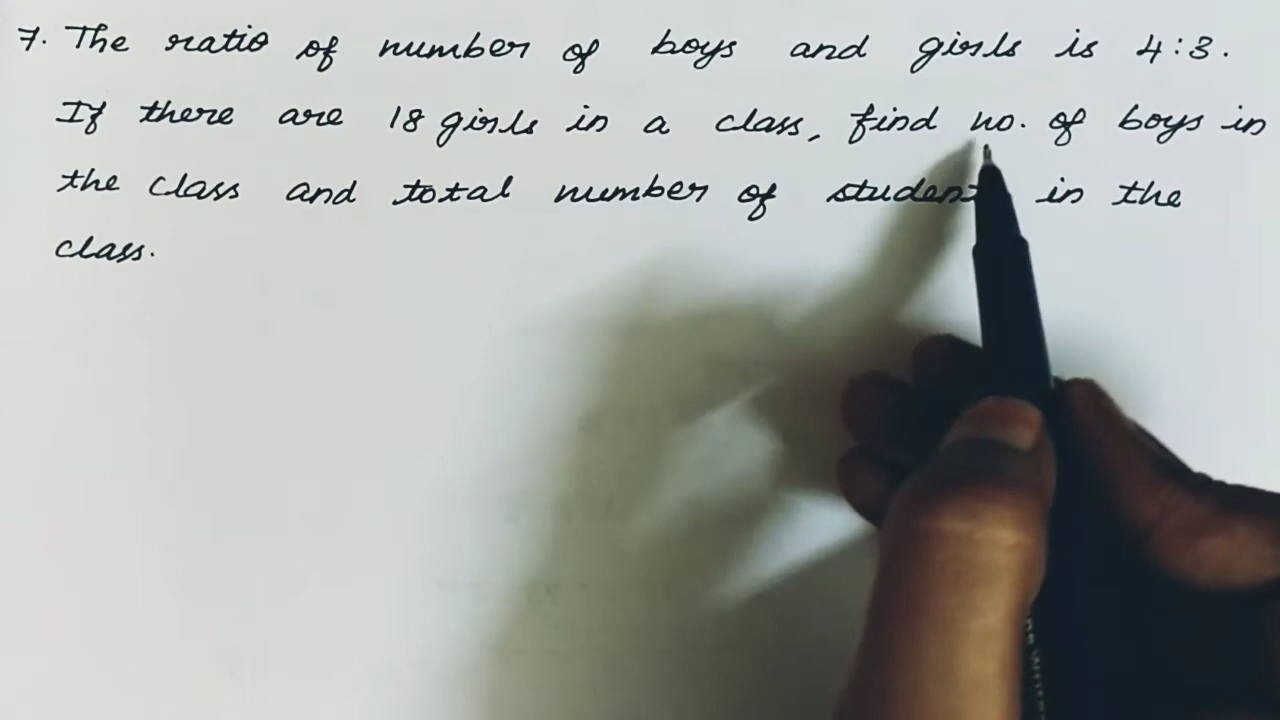 7. The ratio of number of boys and girls is 4:3.
If there are 18 girls in a class, find no. of boys in
the class and total number of student in the
class.